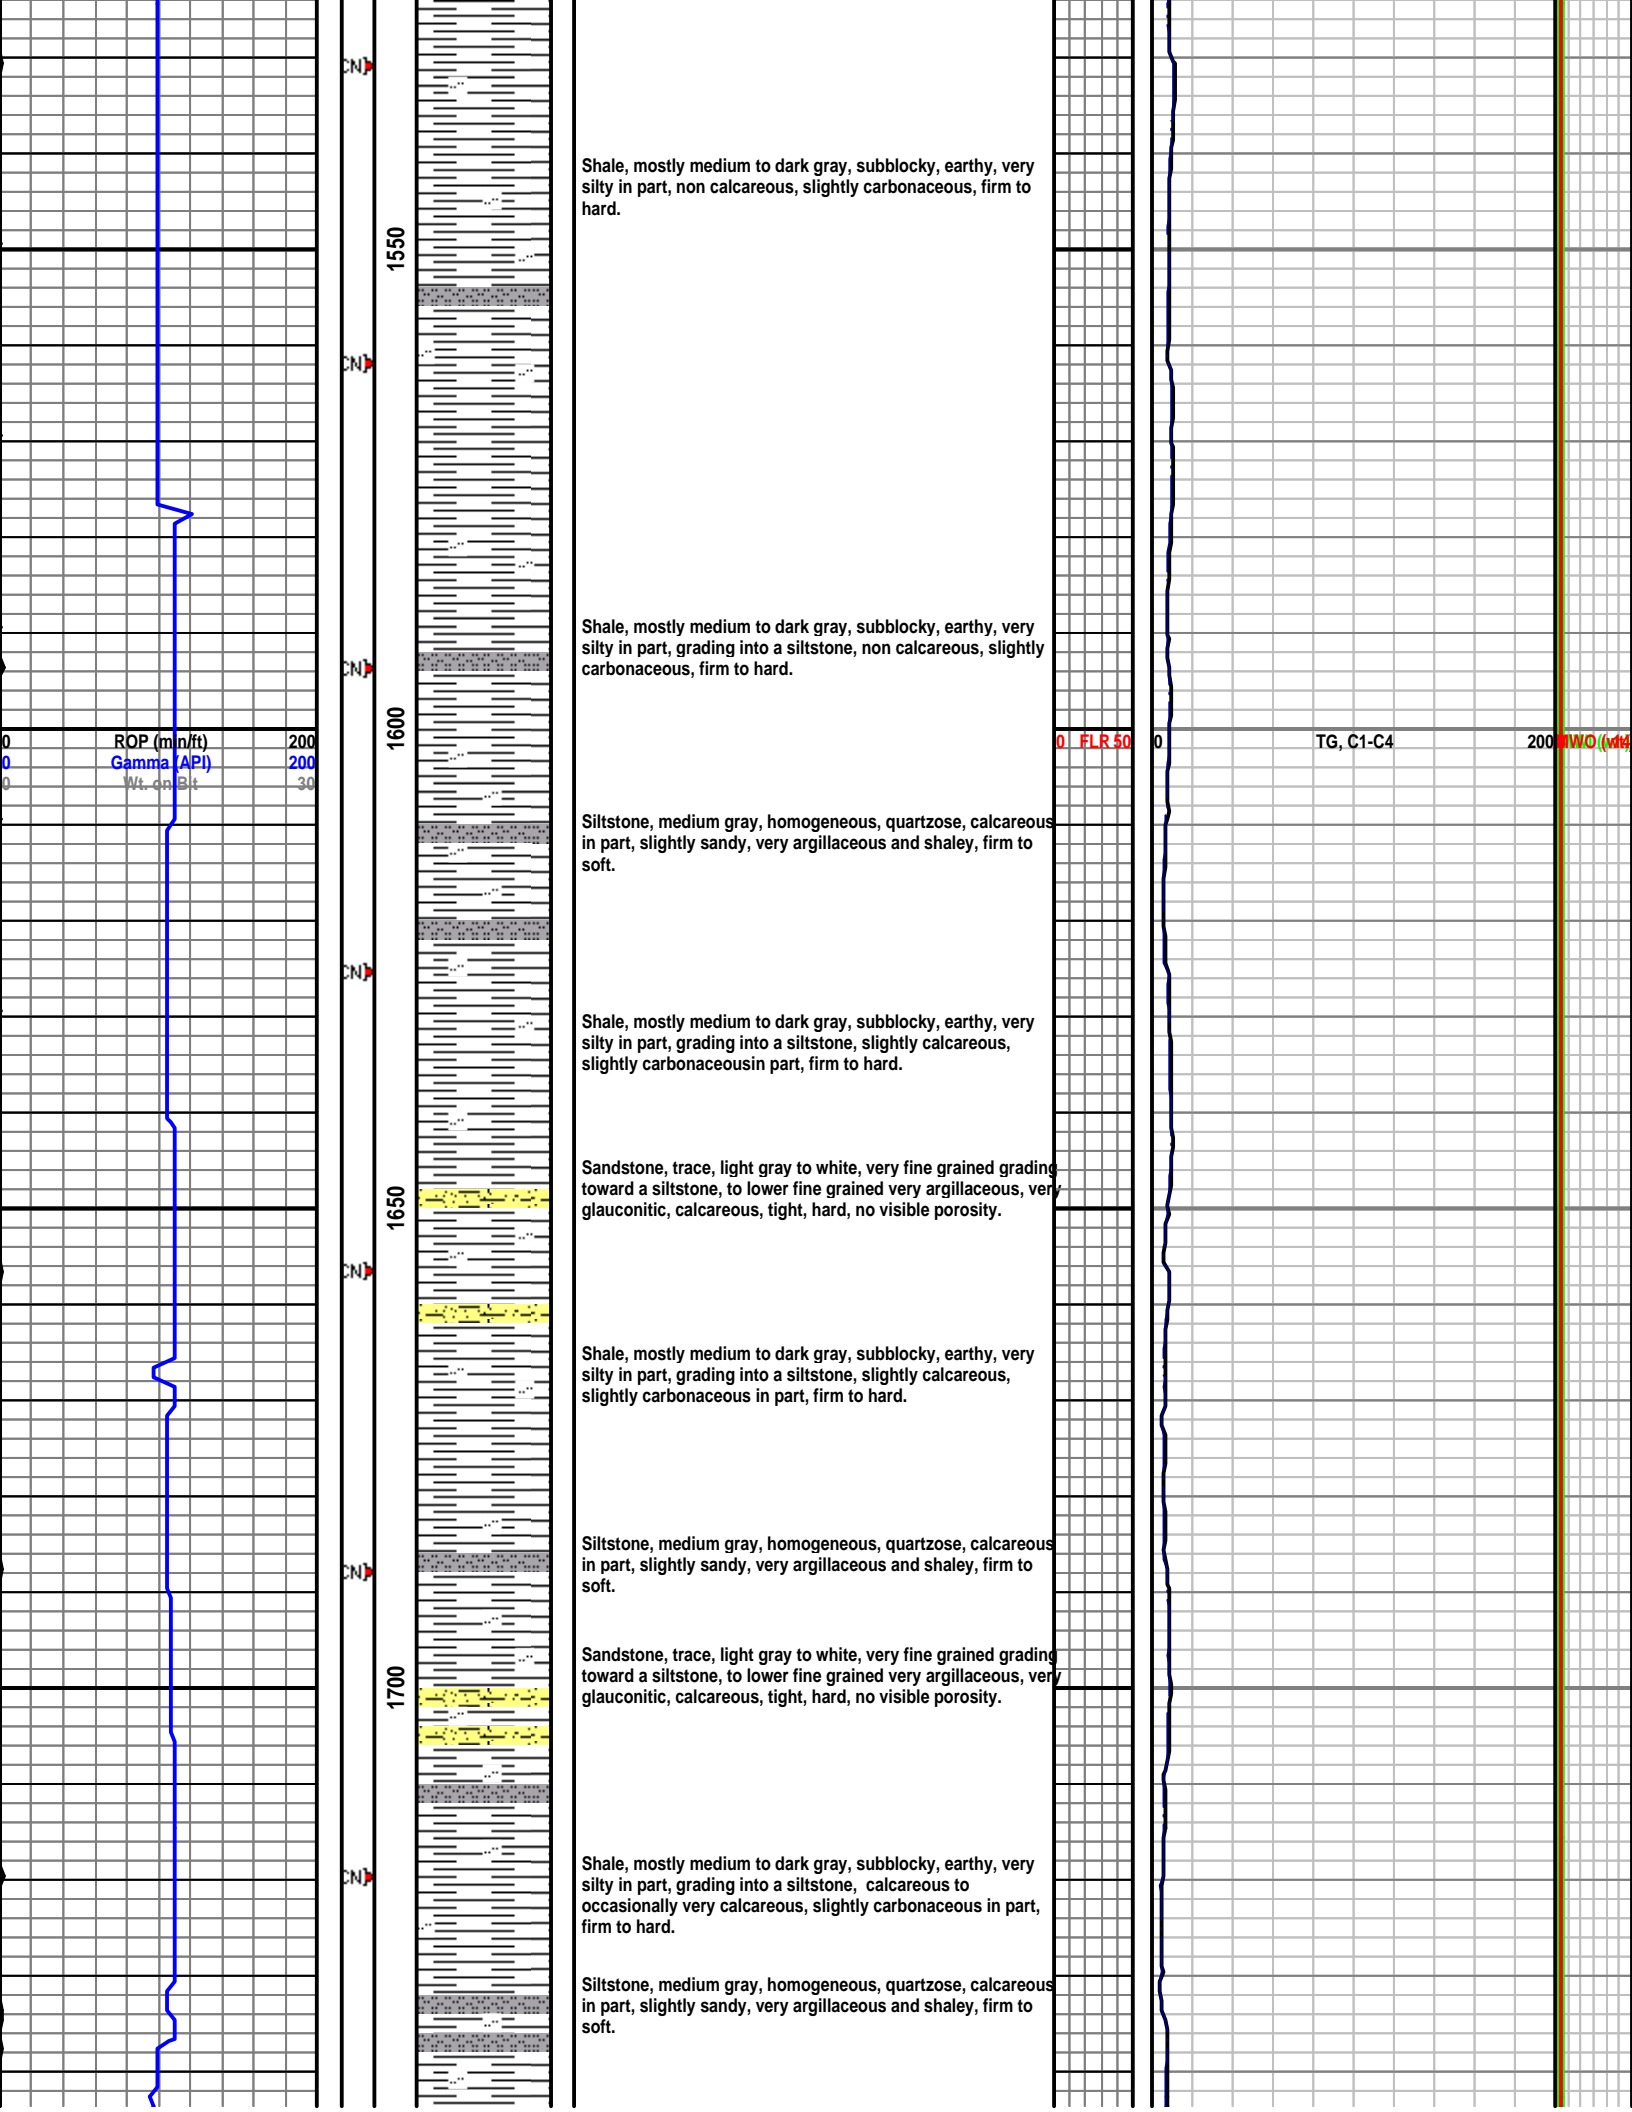 CN]
Shale, mostly medium to dark gray, subblocky, earthy, very
silty in part, non calcareous, slightly carbonaceous, firm to
hard.
1550
CN]
Shale, mostly medium to dark gray, subblocky, earthy, very
silty in part, grading into a siltstone, non calcareous, slightly
carbonaceous, firm to hard.
CN]
1600
0 ROP (min/ft) 200
0 Gamma (API) 200
0 Wt. on Bit 30
0 FLR 50
0 TG, C1-C4 200
Siltstone, medium gray, homogeneous, quartzose, calcareous
in part, slightly sandy, very argillaceous and shaley, firm to
soft.
CN]
Shale, mostly medium to dark gray, subblocky, earthy, very
silty in part, grading into a siltstone, slightly calcareous,
slightly carbonaceousin part, firm to hard.
Sandstone, trace, light gray to white, very fine grained grading
toward a siltstone, to lower fine grained very argillaceous, very
glauconitic, calcareous, tight, hard, no visible porosity.
1650
CN]
Shale, mostly medium to dark gray, subblocky, earthy, very
silty in part, grading into a siltstone, slightly calcareous,
slightly carbonaceous in part, firm to hard.
Siltstone, medium gray, homogeneous, quartzose, calcareous
in part, slightly sandy, very argillaceous and shaley, firm to
soft.
CN]
Sandstone, trace, light gray to white, very fine grained grading
toward a siltstone, to lower fine grained very argillaceous, very
glauconitic, calcareous, tight, hard, no visible porosity.
1700
Shale, mostly medium to dark gray, subblocky, earthy, very
silty in part, grading into a siltstone, calcareous to
occasionally very calcareous, slightly carbonaceous in part,
firm to hard.
CN]
Siltstone, medium gray, homogeneous, quartzose, calcareous
in part, slightly sandy, very argillaceous and shaley, firm to
soft.